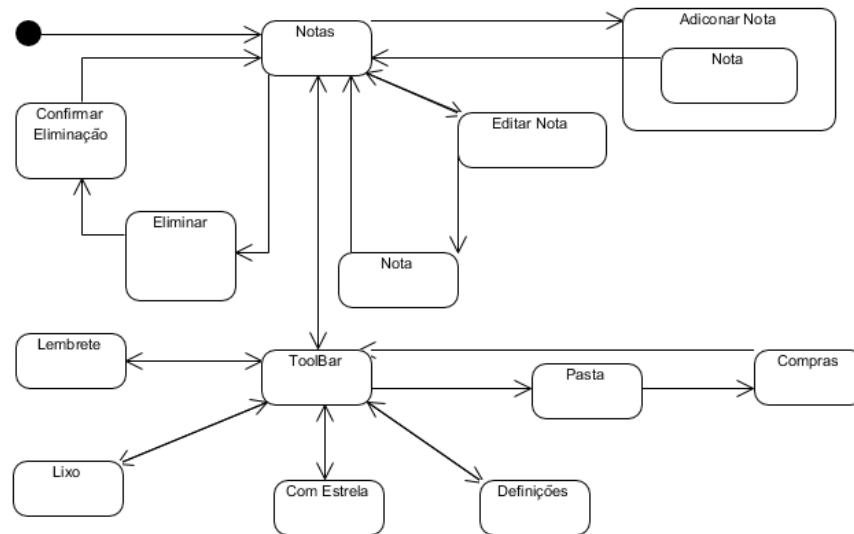 Notas
Adiconar Nota
Nota
Confirmar
Eliminação
Editar Nota
Eliminar
Nota
Lembrete
ToolBar
Pasta
Compras
Lixo
Com Estrela
Definições